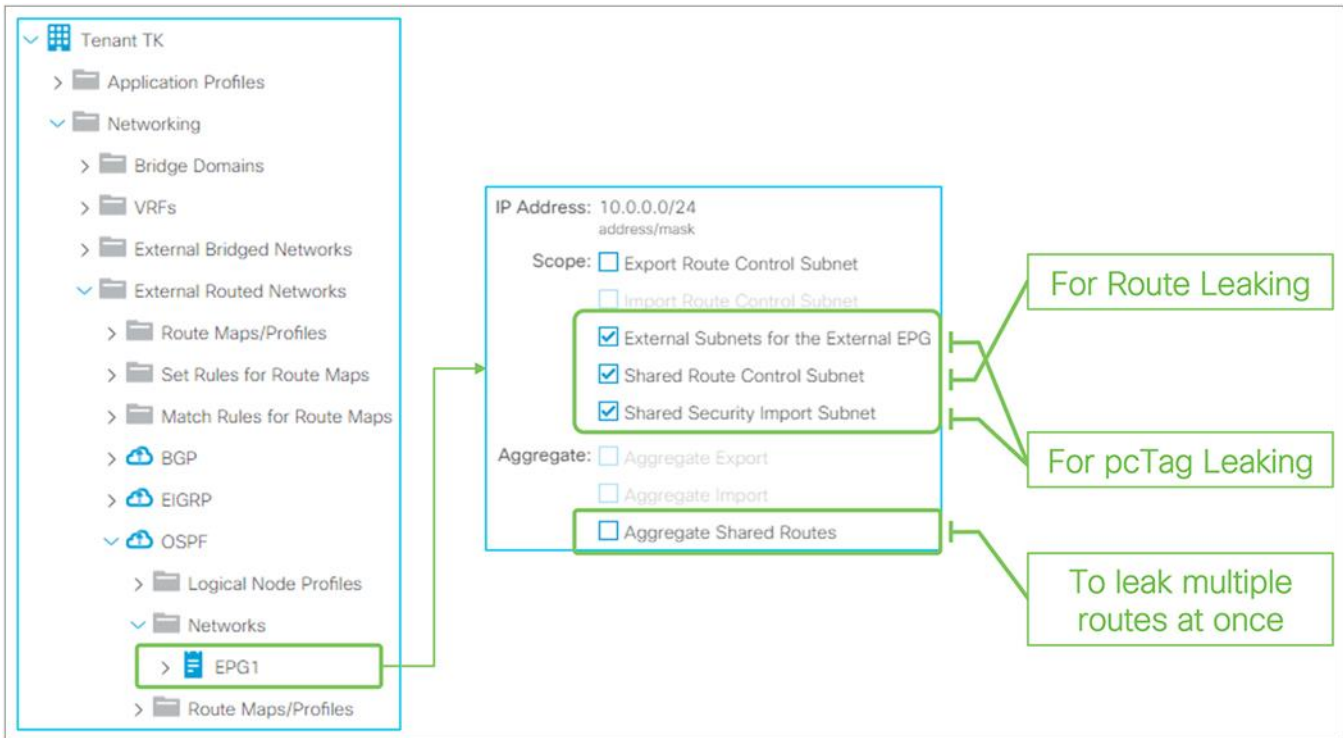 Tenant TK
Application Profiles
Networking
Bridge Domains
VRFs
External Bridged Networks
External Routed Networks
Route Maps/Profiles
Set Rules for Route Maps
Match Rules for Route Maps
BGP
EIGRP
OSPF
Logical Node Profiles
Networks
EPG1
Route Maps/Profiles
IP Address: 10.0.0.0/24
address/mask
Scope: Export Route Control Subnet
Import Route Control Subnet
External Subnets for the External EPG
Shared Route Control Subnet
Shared Security Import Subnet
Aggregate: Aggregate Export
Aggregate Import
Aggregate Shared Routes
For Route Leaking
For pcTag Leaking
To leak multiple
routes at once